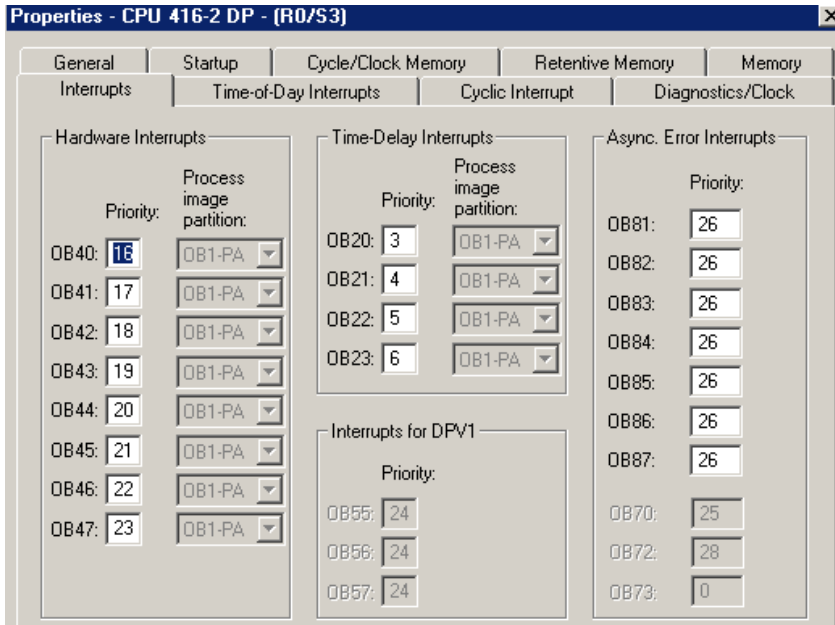 Properties - CPU 416-2 DP - (R0/S3)
General Startup Cycle/Clock Memory Retentive Memory Memory
Interrupts Time-of-Day Interrupts Cyclic Interrupt Diagnostics/Clock
Hardware Interrupts
Priority: Process
image
partition:
OB40: 16 OB1-PA
OB41: 17 OB1-PA
OB42: 18 OB1-PA
OB43: 19 OB1-PA
OB44: 20 OB1-PA
OB45: 21 OB1-PA
OB46: 22 OB1-PA
OB47: 23 OB1-PA
Time-Delay Interrupts
Priority: Process
image
partition:
OB20: 3 OB1-PA
OB21: 4 OB1-PA
OB22: 5 OB1-PA
OB23: 6 OB1-PA
Interrupts for DPV1
Priority:
OB55: 24
OB56: 24
OB57: 24
Async. Error Interrupts
Priority:
OB81: 26
OB82: 26
OB83: 26
OB84: 26
OB85: 26
OB86: 26
OB87: 26
OB70: 25
OB72: 28
OB73: 0